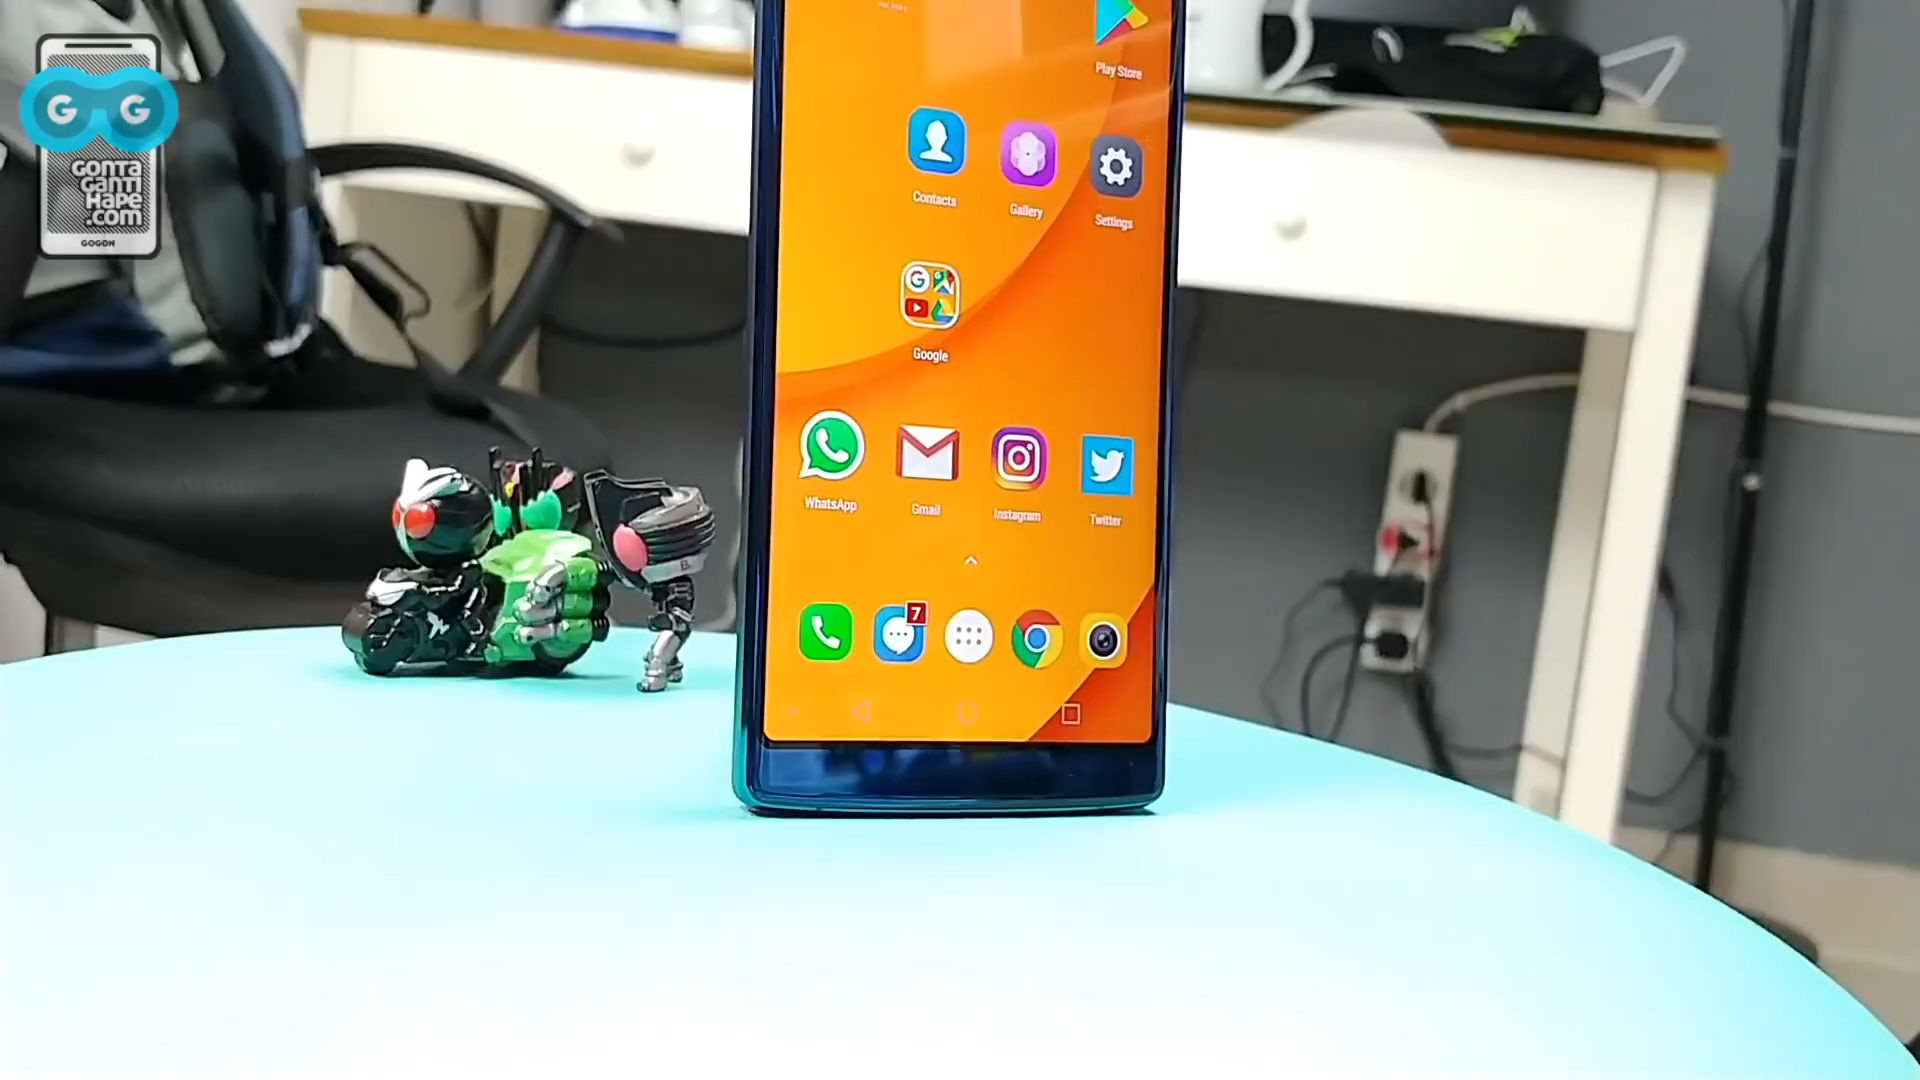 G G
GONTA
GANTI
HAPE
.COM
GOGON
Play Store
Contacts
Gallery
Settings
Google
WhatsApp
Gmail
Instagram
Twitter
7